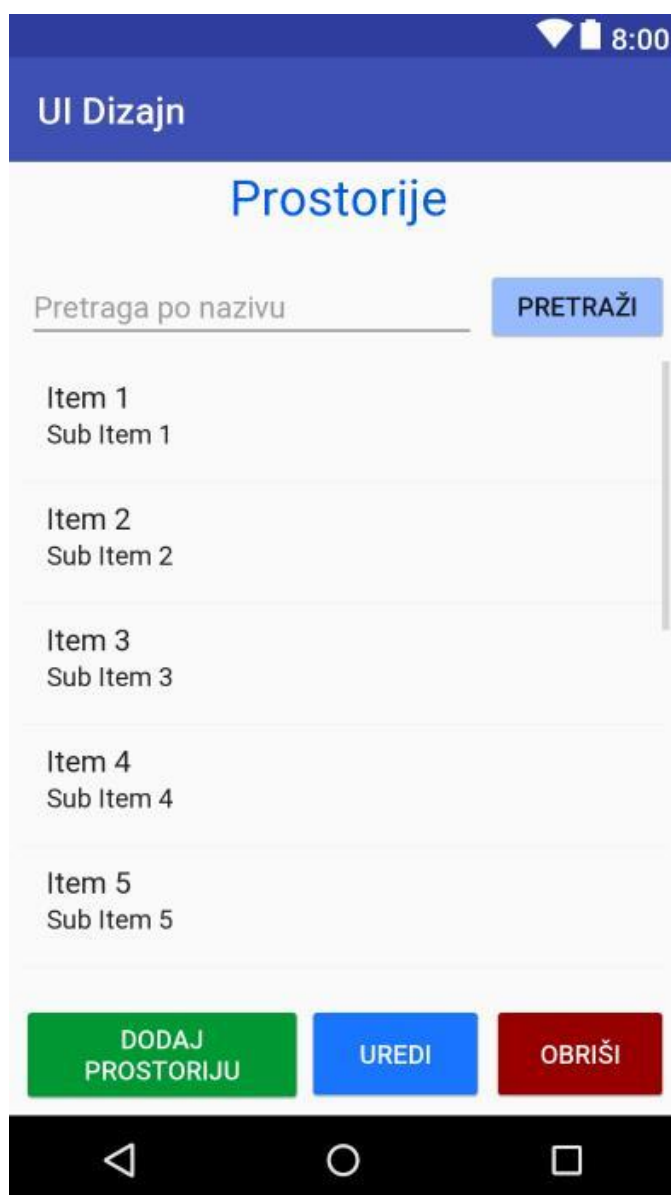 8:00
UI Dizajn
Prostorije
Pretraga po nazivu
PRETRAŽI
Item 1
Sub Item 1
Item 2
Sub Item 2
Item 3
Sub Item 3
Item 4
Sub Item 4
Item 5
Sub Item 5
DODAJ
PROSTORIJU
UREDI
OBRIŠI